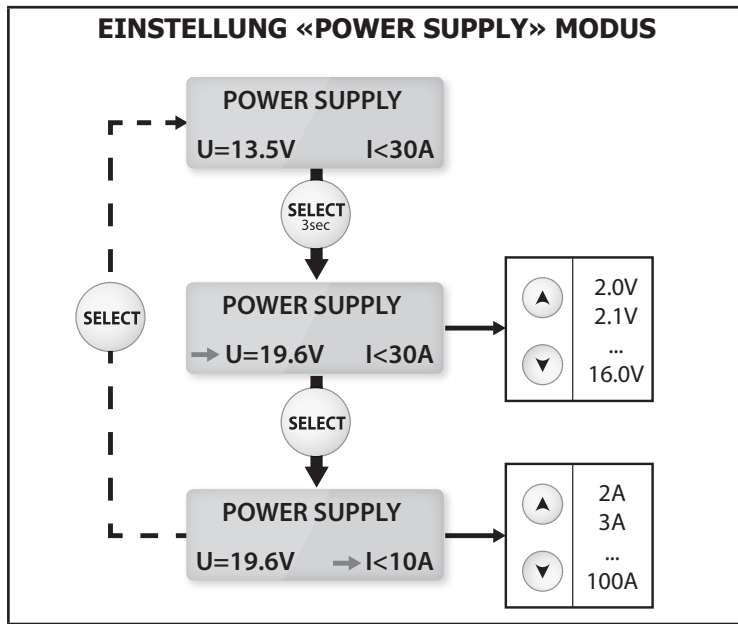 EINSTELLUNG «POWER SUPPLY» MODUS
POWER SUPPLY
U=13.5V I<30A
SELECT
3sec
POWER SUPPLY
U=19.6V I<30A
2.0V
2.1V
...
16.0V
SELECT
SELECT
POWER SUPPLY
U=19.6V I<10A
2A
3A
...
100A